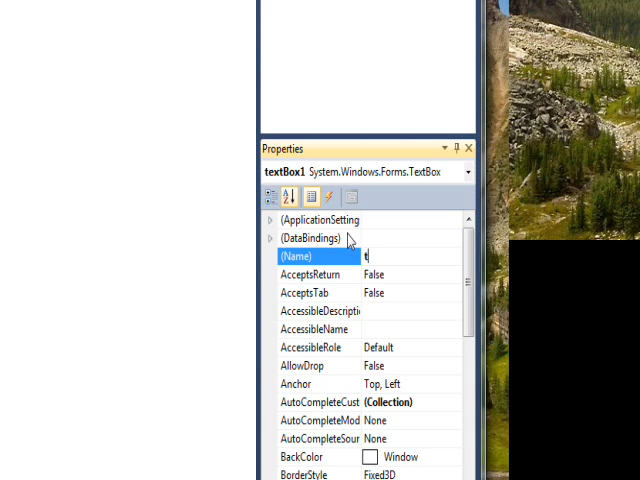 Properties
textBox1 System.Windows.Forms.TextBox
(ApplicationSetting
(DataBindings)
(Name) t
AcceptsReturn False
AcceptsTab False
AccessibleDescripti
AccessibleName
AccessibleRole Default
AllowDrop False
Anchor Top, Left
AutoCompleteCust (Collection)
AutoCompleteMod None
AutoCompleteSour None
BackColor Window
BorderStyle Fixed3D